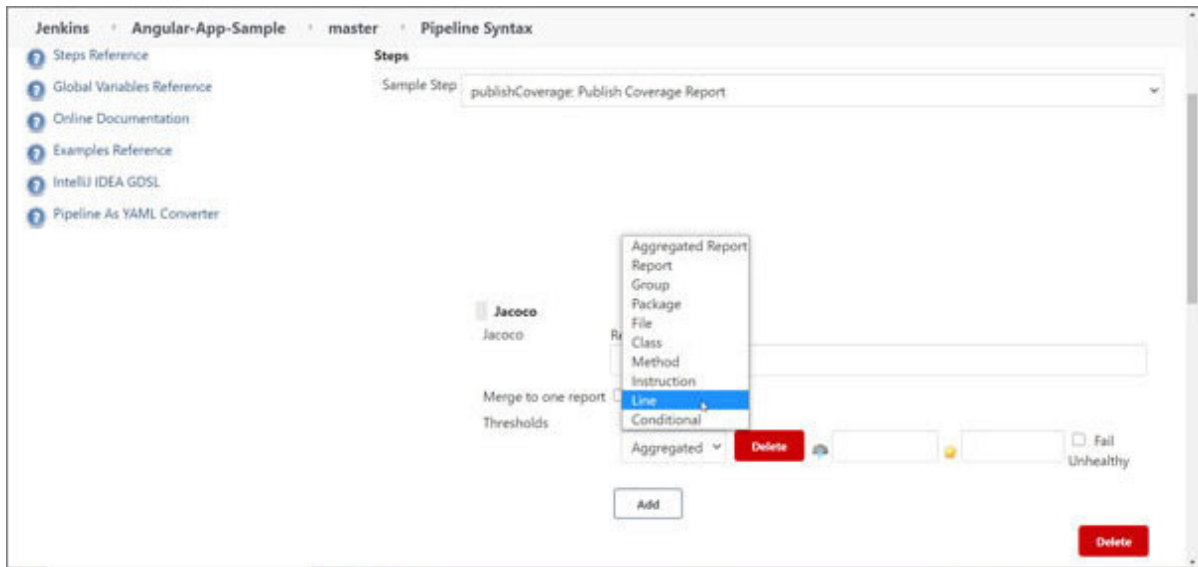 Jenkins Angular-App-Sample master Pipeline Syntax
Steps Reference
Global Variables Reference
Online Documentation
Examples Reference
IntelliJ IDEA GDSL
Pipeline As YAML Converter
Steps
Sample Step publishCoverage: Publish Coverage Report
Aggregated Report
Report
Group
Package
File
Class
Method
Instruction
Line
Conditional
Jacoco
Jacoco
Merge to one report
Thresholds
Aggregated Delete Fail
Unhealthy
Add
Delete